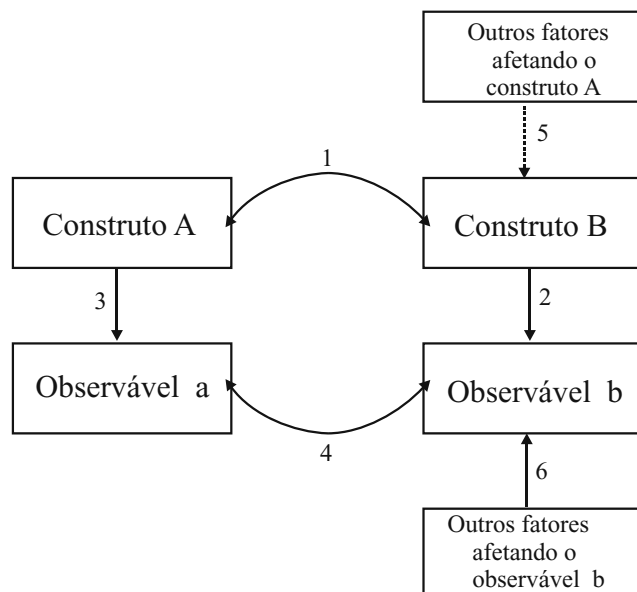 Outros fatores
afetando o
construto A
5
1
Construto A
Construto B
3
2
Observável a
Observável b
4
6
Outros fatores
afetando o
observável b